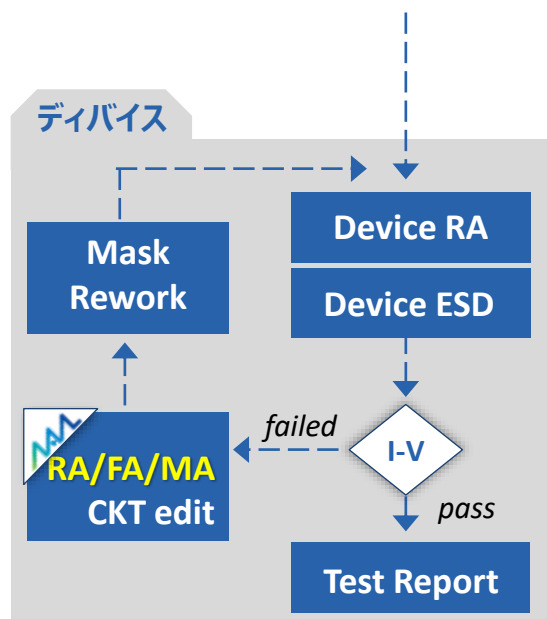 ディバイス
Device RA
Mask
Rework
Device ESD
failed
I-V
RA/FA/MA
CKT edit
pass
Test Report